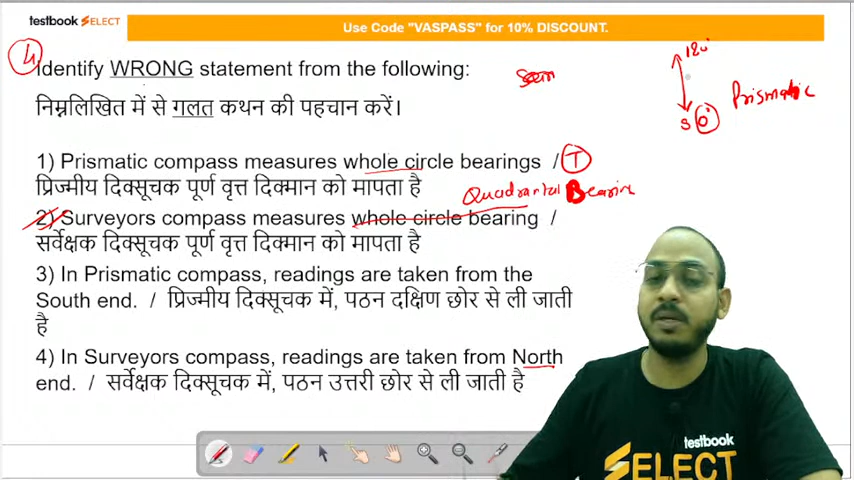 testbook SELECT
Use Code "VASPASS" for 10% DISCOUNT.
4
Identify WRONG statement from the following:
निम्नलिखित में से गलत कथन की पहचान करें।
180°
S 0°
Prismatic
1) Prismatic compass measures whole circle bearings / T
प्रिज्मीय दिक्सूचक पूर्ण वृत्त दिक्मान को मापता है
Quadrantal Bearing
2) Surveyors compass measures whole circle bearing /
सर्वेक्षक दिक्सूचक पूर्ण वृत्त दिक्मान को मापता है
3) In Prismatic compass, readings are taken from the
South end. / प्रिज्मीय दिक्सूचक में, पठन दक्षिण छोर से ली जाती
है
4) In Surveyors compass, readings are taken from North
end. / सर्वेक्षक दिक्सूचक में, पठन उत्तरी छोर से ली जाती है
testbook
SELECT